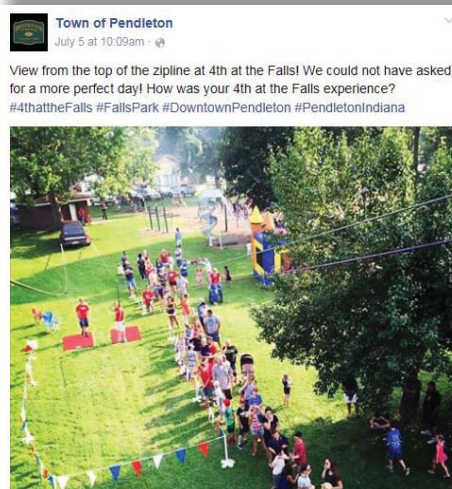 Town of Pendleton
July 5 at 10:09am ·
View from the top of the zipline at 4th at the Falls! We could not have asked
for a more perfect day! How was your 4th at the Falls experience?
#4thattheFalls #FallsPark #DowntownPendleton #PendletonIndiana